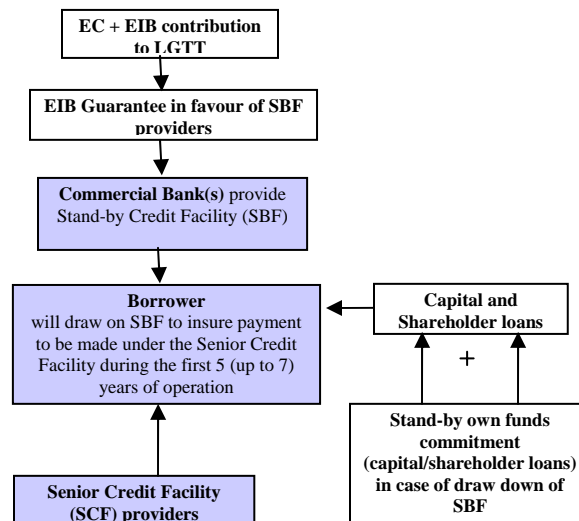 EC + EIB contribution
to LGTT
EIB Guarantee in favour of SBF
providers
Commercial Bank(s) provide
Stand-by Credit Facility (SBF)
Borrower
will draw on SBF to insure payment
to be made under the Senior Credit
Facility during the first 5 (up to 7)
years of operation
Capital and
Shareholder loans
+
Stand-by own funds
commitment
(capital/shareholder loans)
in case of draw down of
SBF
Senior Credit Facility
(SCF) providers